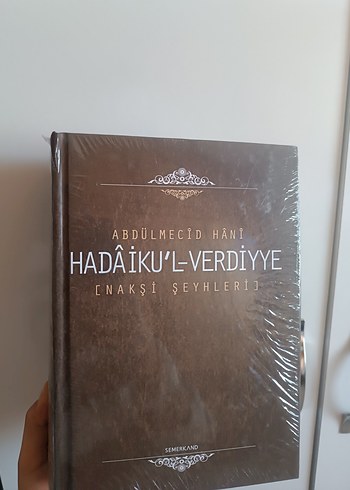 ABDÜLMECİD HÂNİ
HADÂİKU'L-VERDİYYE
[NAKŞİ ŞEYHLERİ]
SEMERKAND